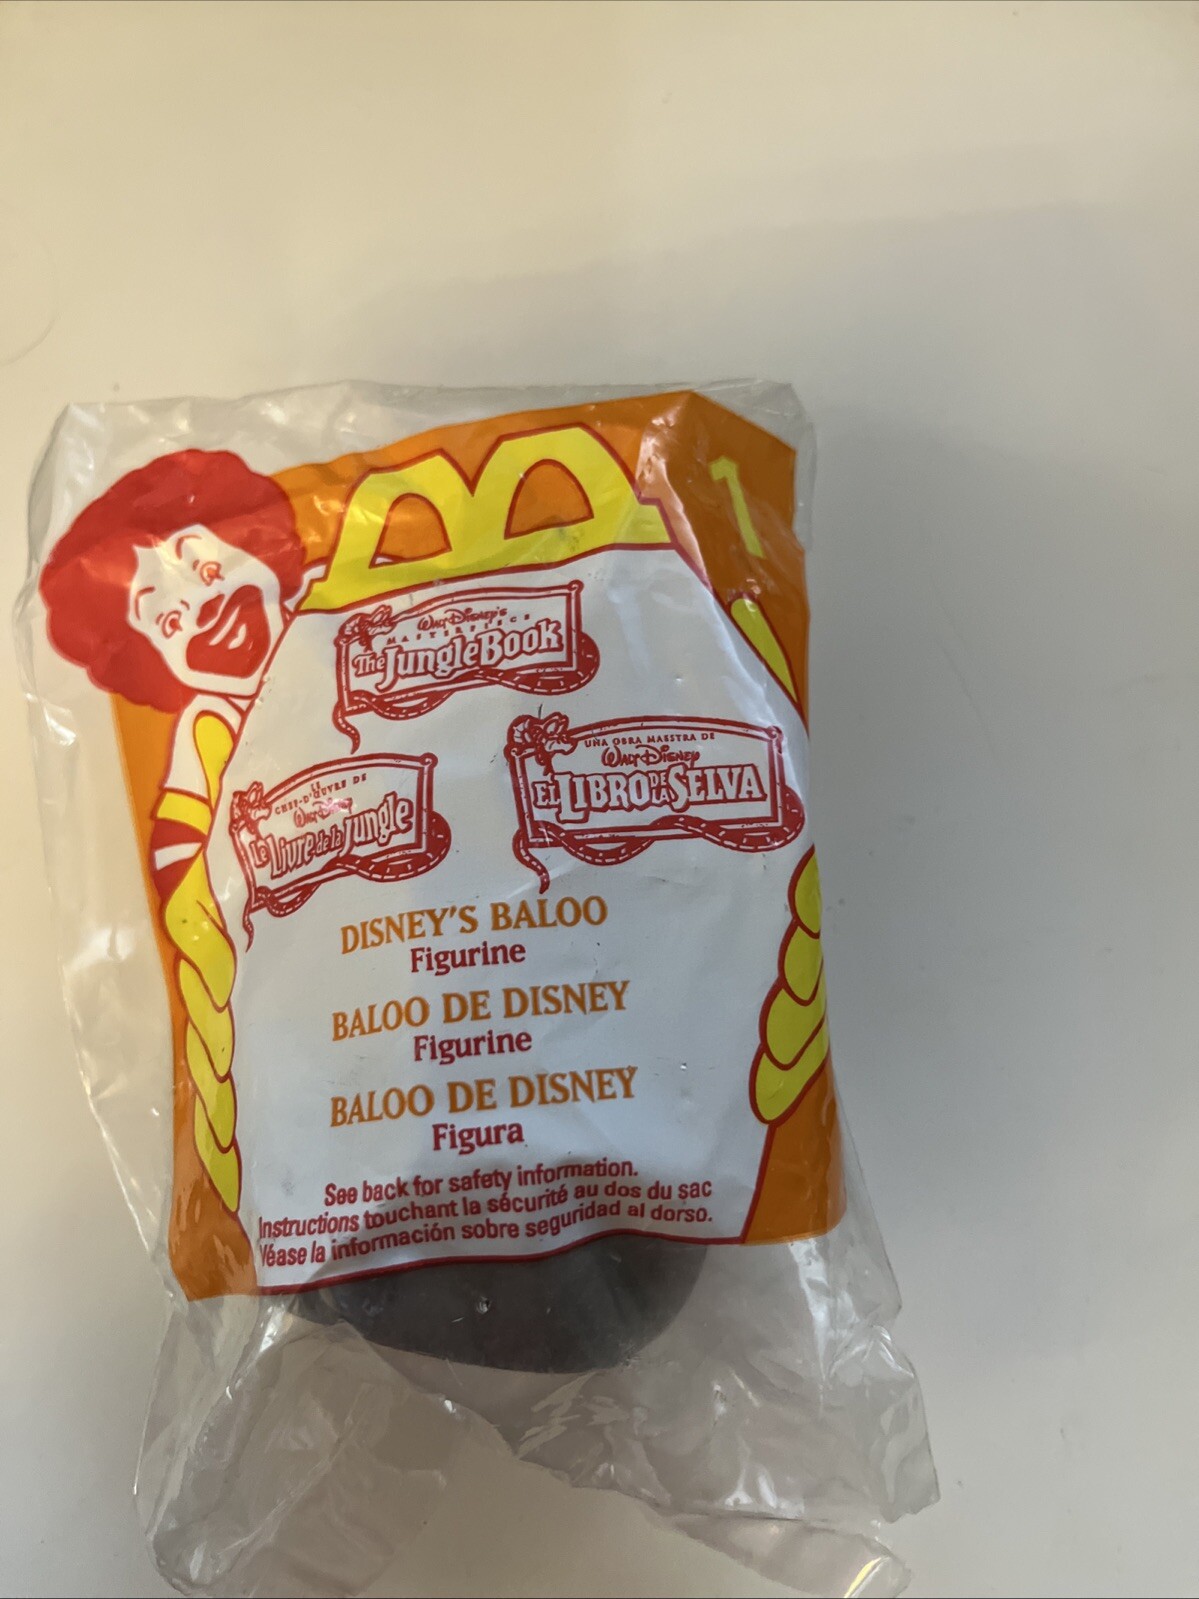 1
WALT DISNEY'S
MASTERPIECE
The Jungle Book
UNA OBRA MAESTRA DE
WALT DISNEY
EL LIBRO DE LA SELVA
LE
CHEF-D'ŒUVRE DE
WALT DISNEY
Le Livre de la Jungle
DISNEY'S BALOO
Figurine
BALOO DE DISNEY
Figurine
BALOO DE DISNEY
Figura
See back for safety information.
Instructions touchant la sécurité au dos du sac
Véase la información sobre seguridad al dorso.